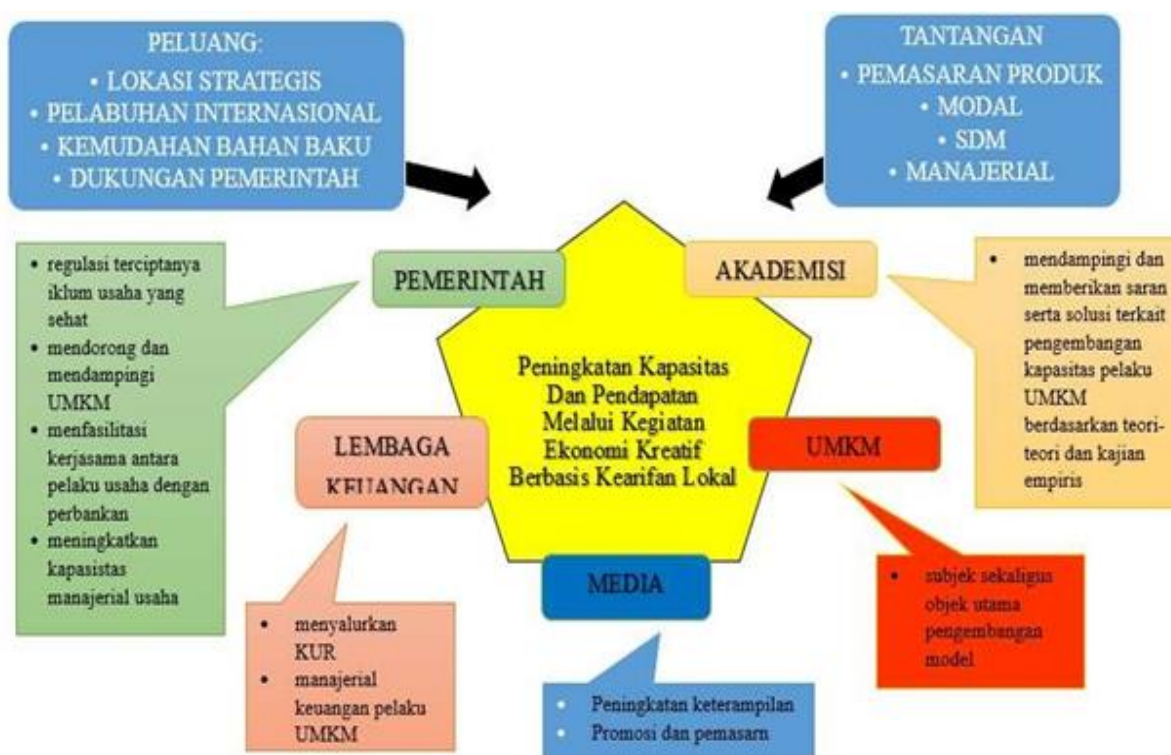 PELUANG:
• LOKASI STRATEGIS
• PELABUHAN INTERNASIONAL
• KEMUDAHAN BAHAN BAKU
• DUKUNGAN PEMERINTAH
TANTANGAN
• PEMASARAN PRODUK
• MODAL
• SDM
• MANAJERIAL
• regulasi terciptanya
iklum usaha yang
sehat
• mendorong dan
mendampingi
UMKM
• menfasilitasi
kerjasama antara
pelaku usaha dengan
perbankan
• meningkatkan
kapasistas
manajerial usaha
PEMERINTAH
AKADEMISI
• mendampingi dan
memberikan saran
serta solusi terkait
pengembangan
kapasitas pelaku
UMKM
berdasarkan teori-
teori dan kajian
empiris
Peningkatan Kapasitas
Dan Pendapatan
Melalui Kegiatan
Ekonomi Kreatif
Berbasis Kearifan Lokal
LEMBAGA
KEUANGAN
UMKM
MEDIA
• menyalurkan
KUR
• manajerial
keuangan pelaku
UMKM
• Peningkatan keterampilan
• Promosi dan pemasarn
• subjek sekaligus
objek utama
pengembangan
model